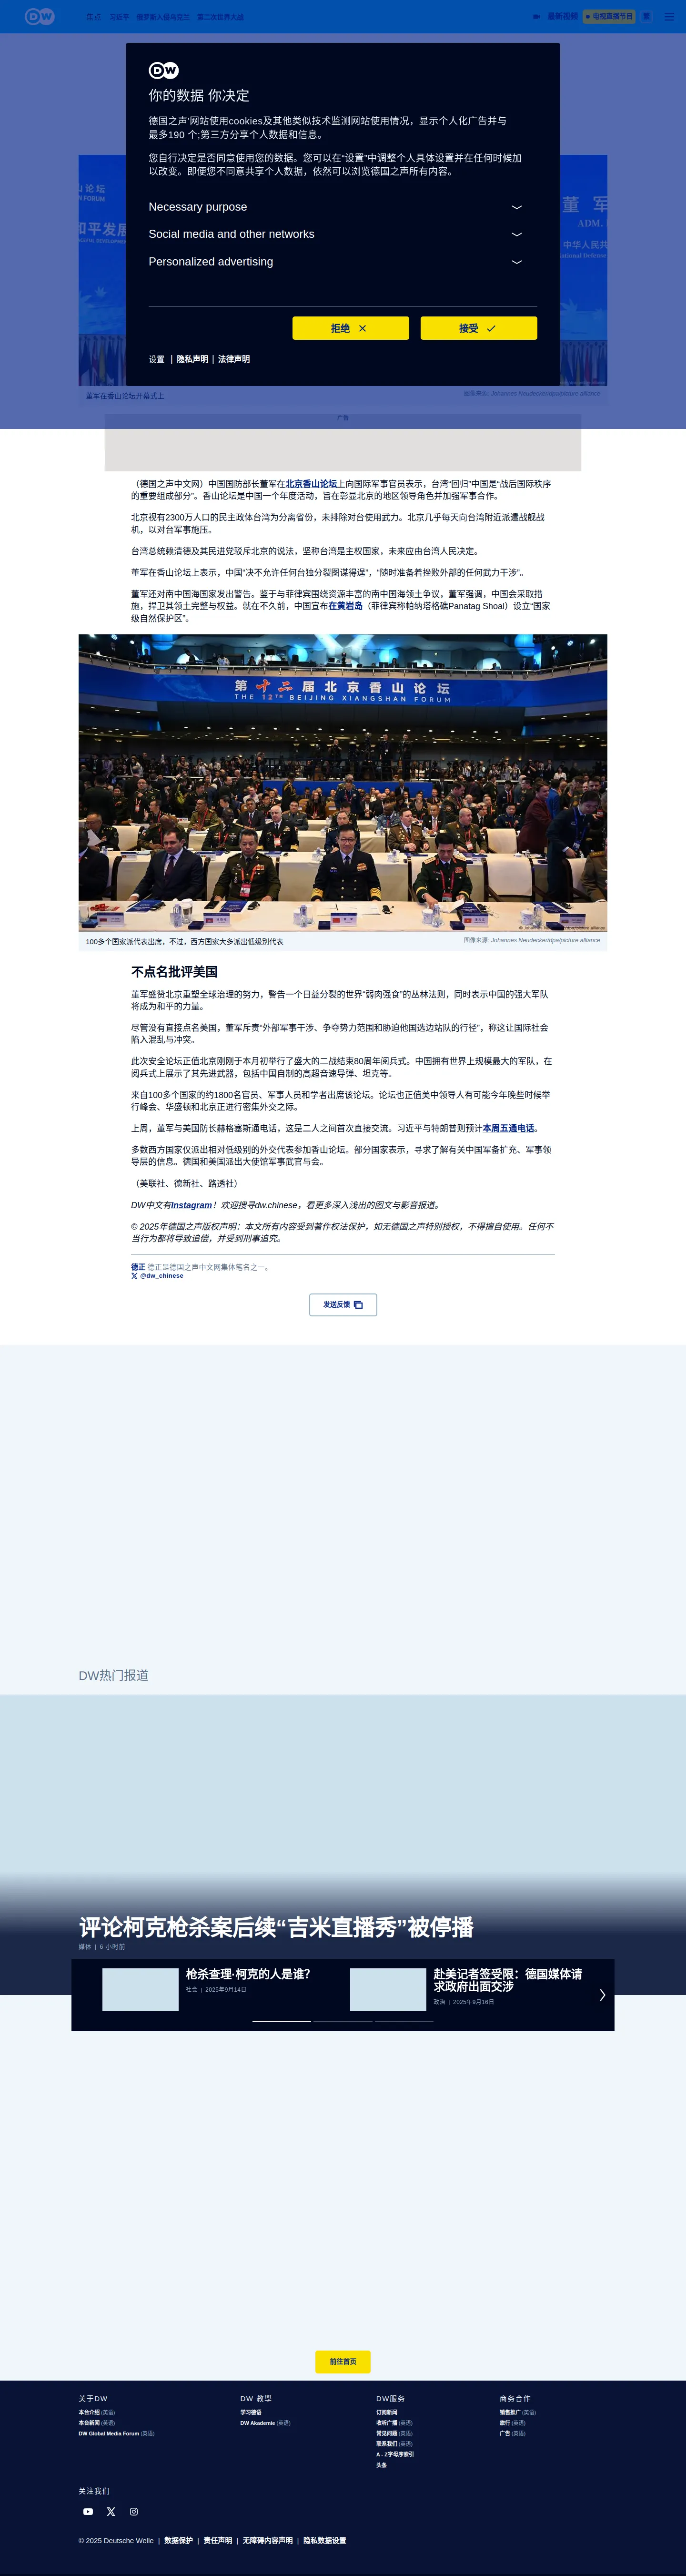 DW
焦点 习近平 俄罗斯入侵乌克兰 第二次世界大战
最新视频
电视直播节目
繁
DW
你的数据 你决定
德国之声‘网站使用cookies及其他类似技术监测网站使用情况，显示个人化广告并与
最多190 个;第三方分享个人数据和信息。
您自行决定是否同意使用您的数据。您可以在“设置”中调整个人具体设置并在任何时候加
以改变。即便您不同意共享个人数据，依然可以浏览德国之声所有内容。
Necessary purpose
Social media and other networks
Personalized advertising
拒绝
接受
设置 | 隐私声明 | 法律声明
董军在香山论坛开幕式上
图像来源: Johannes Neudecker/dpa/picture alliance
广告
（德国之声中文网）中国国防部长董军在北京香山论坛上向国际军事官员表示，台湾“回归”中国是“战后国际秩序
的重要组成部分”。香山论坛是中国一个年度活动，旨在彰显北京的地区领导角色并加强军事合作。
北京视有2300万人口的民主政体台湾为分离省份，未排除对台使用武力。北京几乎每天向台湾附近派遣战舰战
机，以对台军事施压。
台湾总统赖清德及其民进党驳斥北京的说法，坚称台湾是主权国家，未来应由台湾人民决定。
董军在香山论坛上表示，中国“决不允许任何台独分裂图谋得逞”，“随时准备着挫败外部的任何武力干涉”。
董军还对南中国海国家发出警告。鉴于与菲律宾围绕资源丰富的南中国海领土争议，董军强调，中国会采取措
施，捍卫其领土完整与权益。就在不久前，中国宣布在黄岩岛（菲律宾称帕纳塔格礁Panatag Shoal）设立“国家
级自然保护区”。
第十二届北京香山论坛
THE 12TH BEIJING XIANGSHAN FORUM
© Johannes Neudecker/dpa/picture alliance
100多个国家派代表出席，不过，西方国家大多派出低级别代表
图像来源: Johannes Neudecker/dpa/picture alliance
不点名批评美国
董军盛赞北京重塑全球治理的努力，警告一个日益分裂的世界“弱肉强食”的丛林法则，同时表示中国的强大军队
将成为和平的力量。
尽管没有直接点名美国，董军斥责“外部军事干涉、争夺势力范围和胁迫他国选边站队的行径”，称这让国际社会
陷入混乱与冲突。
此次安全论坛正值北京刚刚于本月初举行了盛大的二战结束80周年阅兵式。中国拥有世界上规模最大的军队，在
阅兵式上展示了其先进武器，包括中国自制的高超音速导弹、坦克等。
来自100多个国家的约1800名官员、军事人员和学者出席该论坛。论坛也正值美中领导人有可能今年晚些时候举
行峰会、华盛顿和北京正进行密集外交之际。
上周，董军与美国防长赫格塞斯通电话，这是二人之间首次直接交流。习近平与特朗普则预计本周五通电话。
多数西方国家仅派出相对低级别的外交代表参加香山论坛。部分国家表示，寻求了解有关中国军备扩充、军事领
导层的信息。德国和美国派出大使馆军事武官与会。
（美联社、德新社、路透社）
DW中文有Instagram！欢迎搜寻dw.chinese，看更多深入浅出的图文与影音报道。
© 2025年德国之声版权声明：本文所有内容受到著作权法保护，如无德国之声特别授权，不得擅自使用。任何不
当行为都将导致追偿，并受到刑事追究。
德正 德正是德国之声中文网集体笔名之一。
@dw_chinese
发送反馈
DW热门报道
评论柯克枪杀案后续“吉米直播秀”被停播
媒体 | 6 小时前
枪杀查理·柯克的人是谁？
社会 | 2025年9月14日
赴美记者签受限：德国媒体请
求政府出面交涉
政治 | 2025年9月16日
前往首页
关于DW
本台介绍 (英语)
本台新闻 (英语)
DW Global Media Forum (英语)
DW 教學
学习德语
DW Akademie (英语)
DW服务
订阅新闻
收听广播 (英语)
常见问题 (英语)
联系我们 (英语)
A - Z字母序索引
头条
商务合作
销售推广 (英语)
旅行 (英语)
广告 (英语)
关注我们
© 2025 Deutsche Welle | 数据保护 | 责任声明 | 无障碍内容声明 | 隐私数据设置